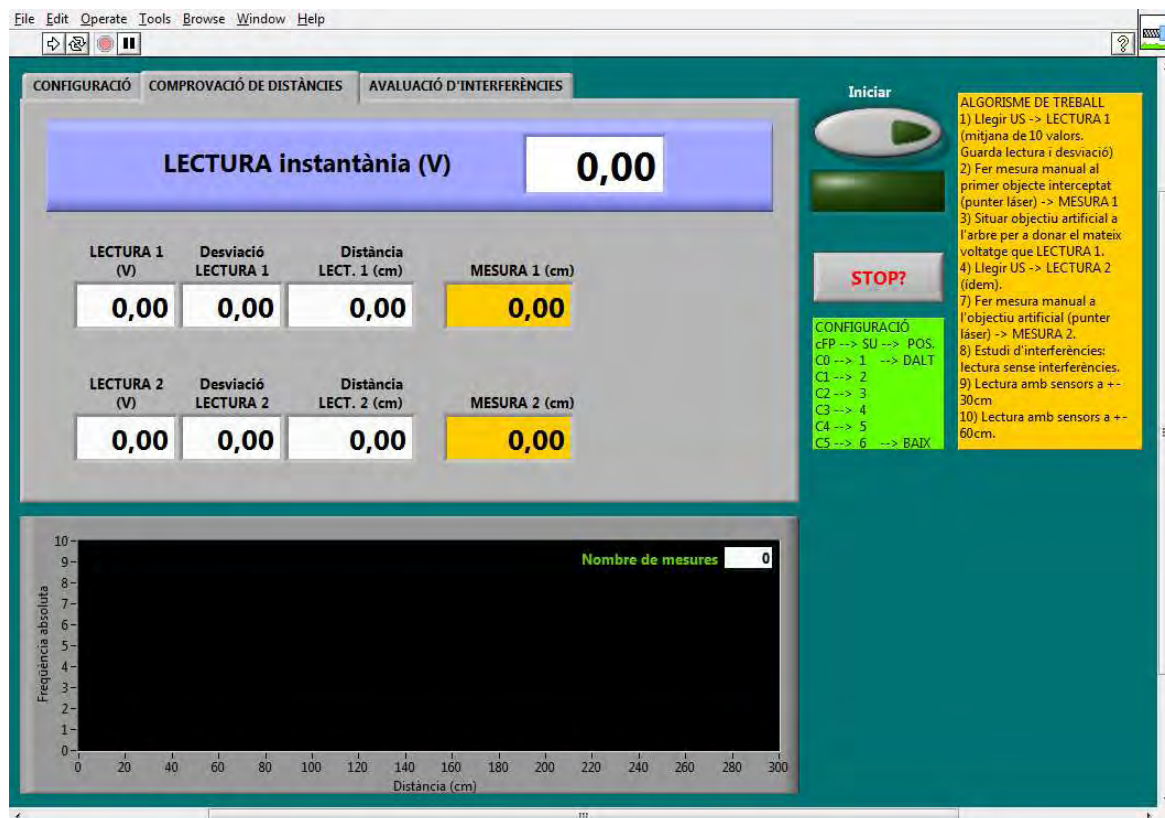 File Edit Operate Tools Browse Window Help
CONFIGURACIÓ COMPROVACIÓ DE DISTÀNCIES AVALUACIÓ D'INTERFERÈNCIES
LECTURA instantània (V) 0,00
LECTURA 1 (V)
Desviació LECTURA 1
Distància LECT. 1 (cm)
MESURA 1 (cm)
0,00 0,00 0,00 0,00
LECTURA 2 (V)
Desviació LECTURA 2
Distància LECT. 2 (cm)
MESURA 2 (cm)
0,00 0,00 0,00 0,00
Iniciar
STOP?
CONFIGURACIÓ
cFP --> SU --> POS.
C0 --> 1 --> DALT
C1 --> 2
C2 --> 3
C3 --> 4
C4 --> 5
C5 --> 6 --> BAIX
ALGORISME DE TREBALL
1) Llegir US -> LECTURA 1
(mitjana de 10 valors.
Guarda lectura i desviació)
2) Fer mesura manual al
primer objecte interceptat
(punter láser) -> MESURA 1
3) Situar objectiu artificial a
l'arbre per a donar el mateix
voltatge que LECTURA 1.
4) Llegir US -> LECTURA 2
(ídem).
7) Fer mesura manual a
l'objectiu artificial (punter
láser) -> MESURA 2.
8) Estudi d'interferències:
lectura sense interferències.
9) Lectura amb sensors a +-
30cm
10) Lectura amb sensors a +-
60cm.
Nombre de mesures 0
Freqüència absoluta
10
9
8
7
6
5
4
3
2
1
0
0 20 40 60 80 100 120 140 160 180 200 220 240 260 280 300
Distància (cm)